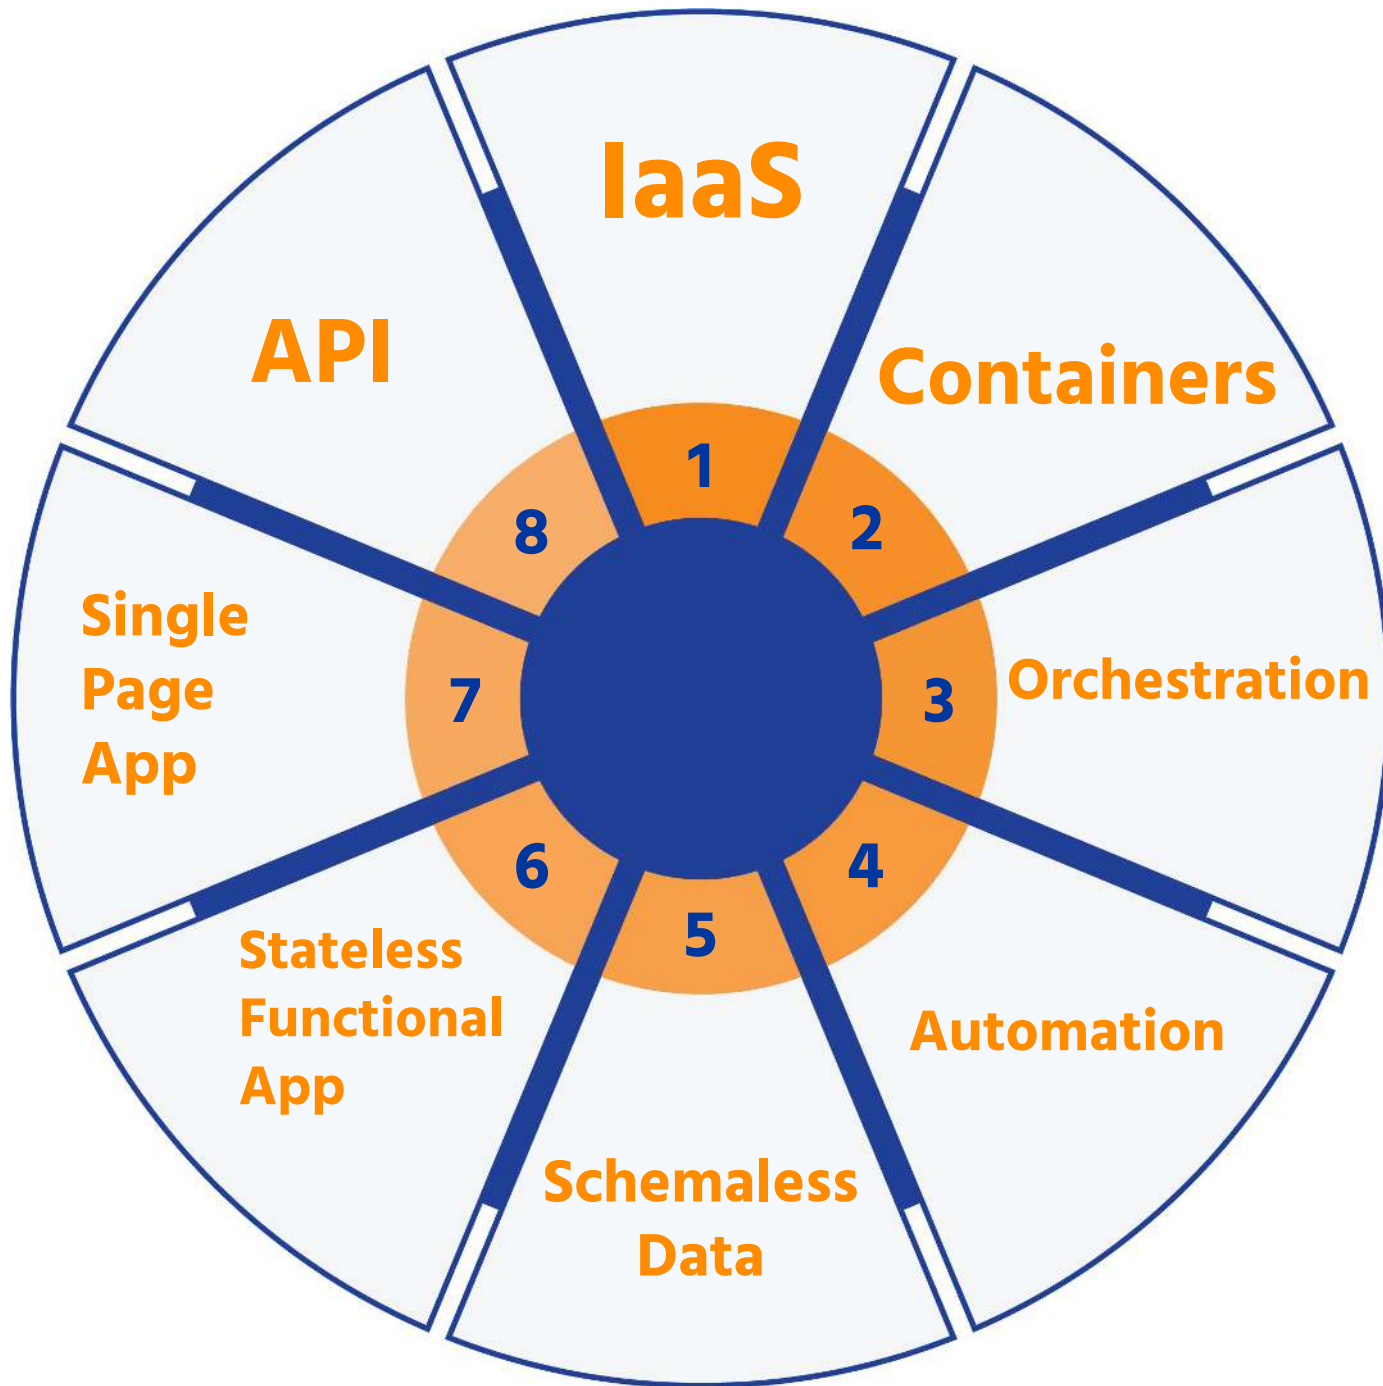 IaaS
1
Containers
2
Orchestration
3
Automation
4
Schemaless
Data
5
Stateless
Functional
App
6
Single
Page
App
7
API
8